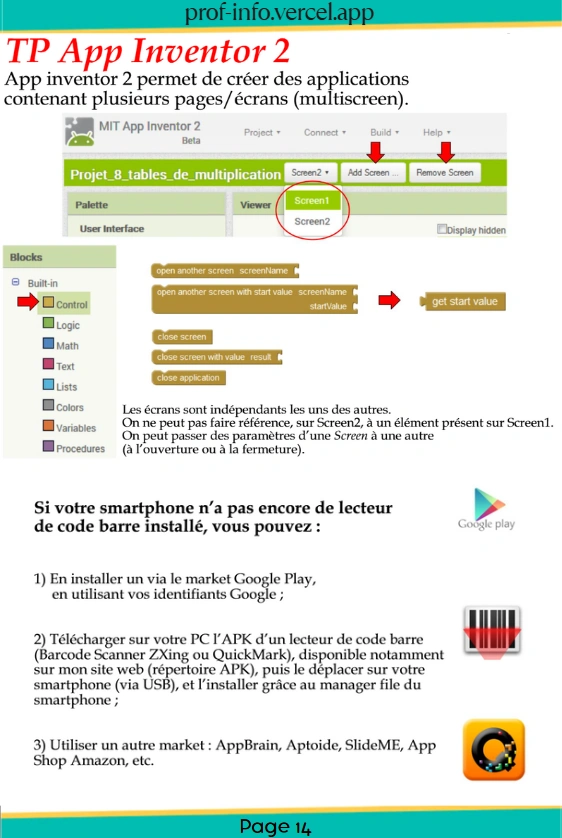 prof-info.vercel.app
TP App Inventor 2
App inventor 2 permet de créer des applications
contenant plusieurs pages/écrans (multiscreen).
MIT App Inventor 2
Beta
Project Connect Build Help
Projet_8_tables_de_multiplication Screen2 Add Screen ... Remove Screen
Palette Viewer Screen1
User Interface Screen2 Display hidden
Blocks
Built-in
Control
Logic
Math
Text
Lists
Colors
Variables
Procedures
open another screen screenName
open another screen with start value screenName
startValue
get start value
close screen
close screen with value result
close application
Les écrans sont indépendants les uns des autres.
On ne peut pas faire référence, sur Screen2, à un élément présent sur Screen1.
On peut passer des paramètres d'une Screen à une autre
(à l'ouverture ou à la fermeture).
Si votre smartphone n'a pas encore de lecteur
de code barre installé, vous pouvez :
Google play
1) En installer un via le market Google Play,
en utilisant vos identifiants Google ;
2) Télécharger sur votre PC l'APK d'un lecteur de code barre
(Barcode Scanner ZXing ou QuickMark), disponible notamment
sur mon site web (répertoire APK), puis le déplacer sur votre
smartphone (via USB), et l'installer grâce au manager file du
smartphone ;
3) Utiliser un autre market : AppBrain, Aptoide, SlideME, App
Shop Amazon, etc.
Page 14